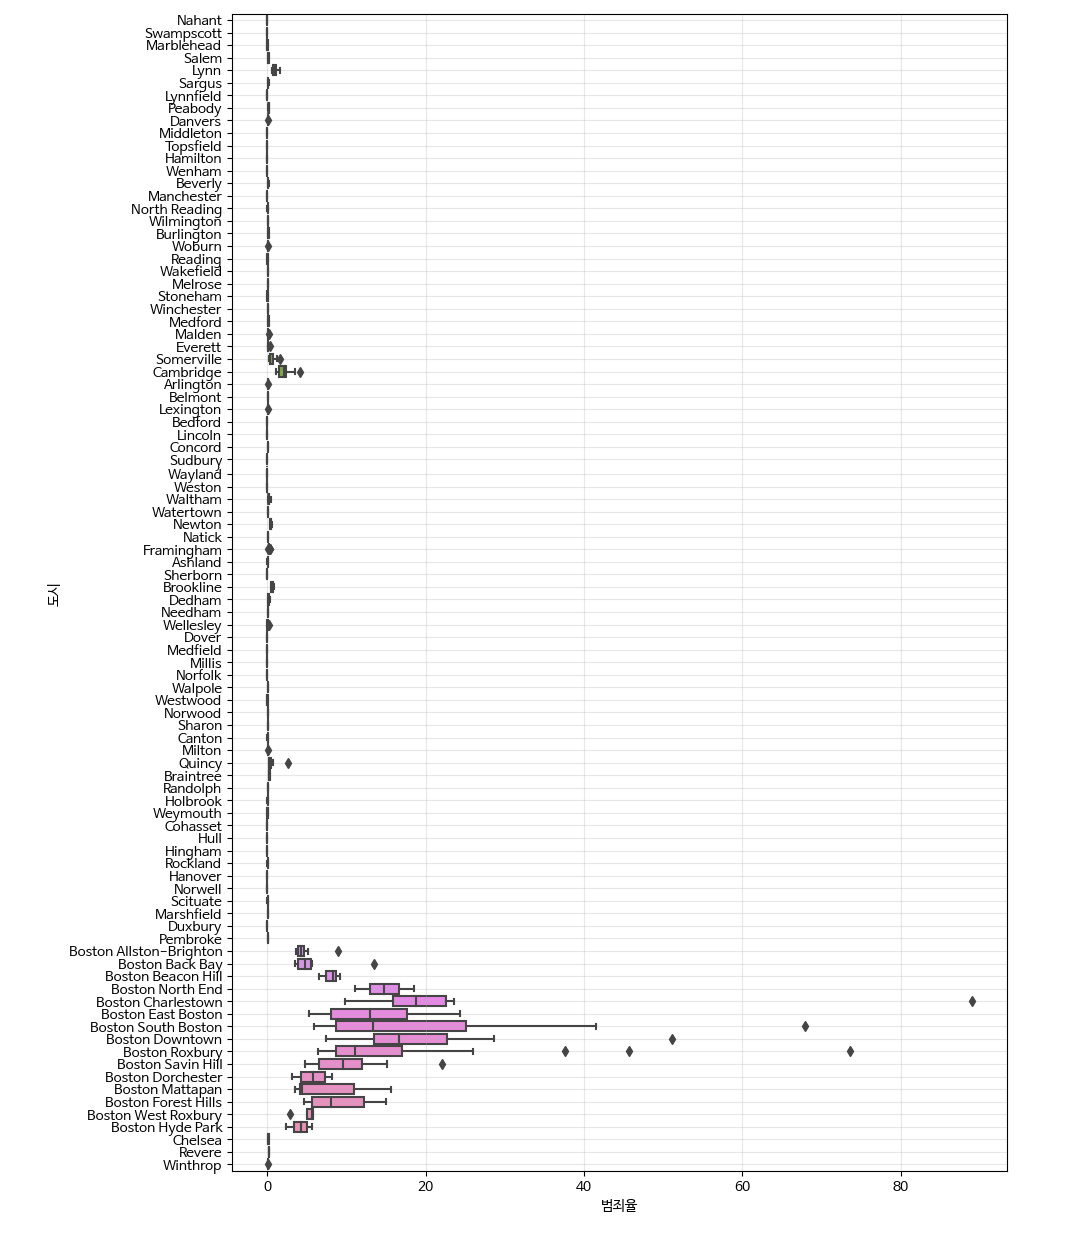 Nahant
Swampscott
Marblehead
Salem
Lynn
Sargus
Lynnfield
Peabody
Danvers
Middleton
Topsfield
Hamilton
Wenham
Beverly
Manchester
North Reading
Wilmington
Burlington
Woburn
Reading
Wakefield
Melrose
Stoneham
Winchester
Medford
Malden
Everett
Somerville
Cambridge
Arlington
Belmont
Lexington
Bedford
Lincoln
Concord
Sudbury
Wayland
Weston
Waltham
Watertown
Newton
Natick
Framingham
Ashland
Sherborn
Brookline
Dedham
Needham
Wellesley
Dover
Medfield
Millis
Norfolk
Walpole
Westwood
Norwood
Sharon
Canton
Milton
Quincy
Braintree
Randolph
Holbrook
Weymouth
Cohasset
Hull
Hingham
Rockland
Hanover
Norwell
Scituate
Marshfield
Duxbury
Pembroke
Boston Allston-Brighton
Boston Back Bay
Boston Beacon Hill
Boston North End
Boston Charlestown
Boston East Boston
Boston South Boston
Boston Downtown
Boston Roxbury
Boston Savin Hill
Boston Dorchester
Boston Mattapan
Boston Forest Hills
Boston West Roxbury
Boston Hyde Park
Chelsea
Revere
Winthrop
도시
0 20 40 60 80
범죄율